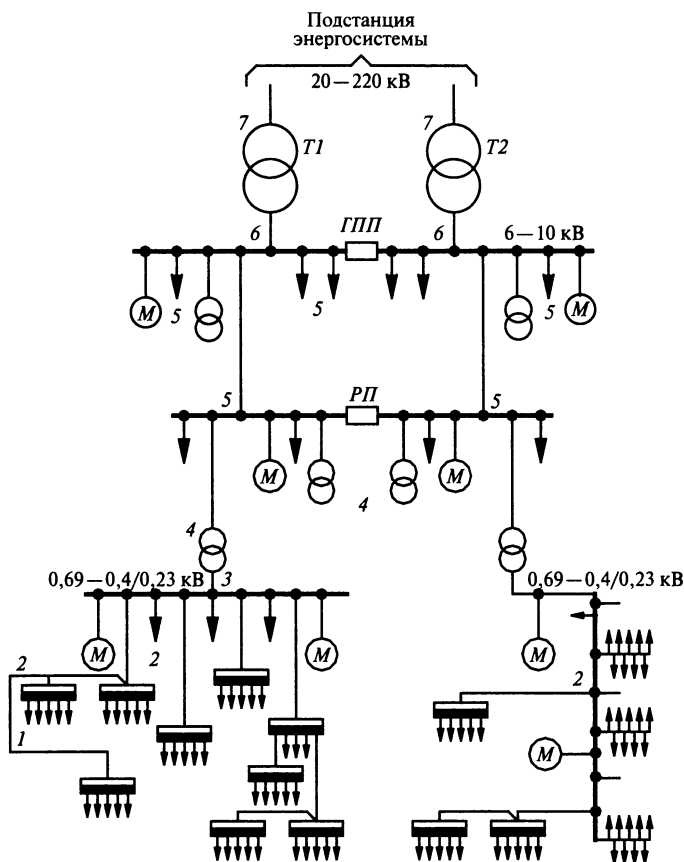 Подстанция
энергосистемы
20—220 кВ
7 Т1 7 Т2
6 ГПП 6 6—10 кВ
М 5 5 5 М
5 РП 5
М М
4
4
0,69—0,4/0,23 кВ 3 0,69—0,4/0,23 кВ
М 2 М М
2 2
1 М